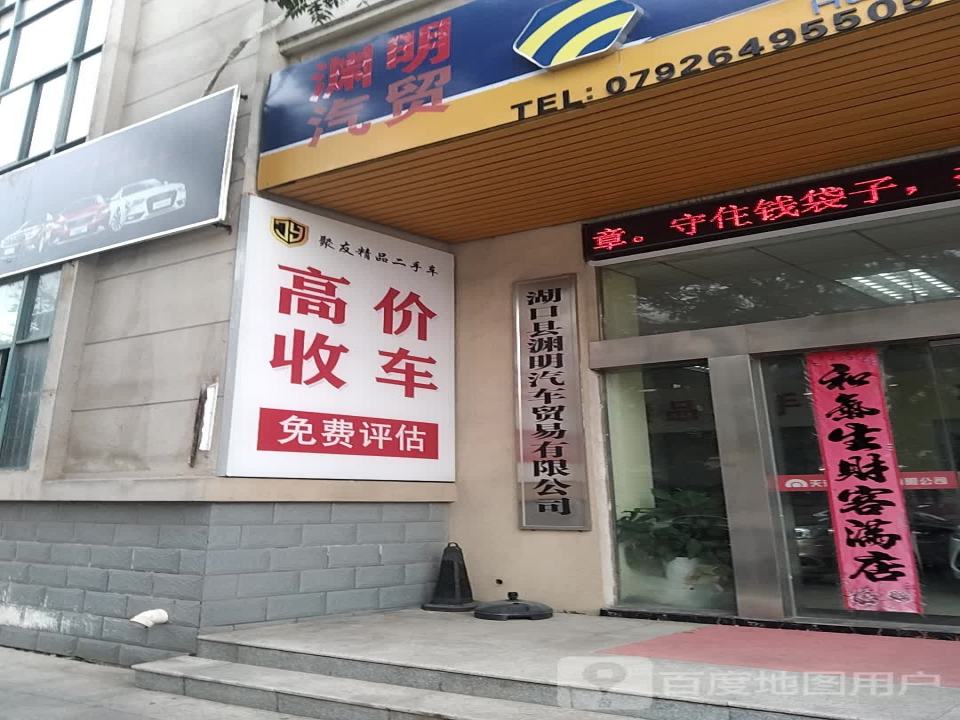 渊明
汽贸
TEL: 07926495505
章。守住钱袋子，
JY
聚友精品二手车
高价
收车
免费评估
湖口县渊明汽车贸易有限公司
和气生财客满店
百度地图用户